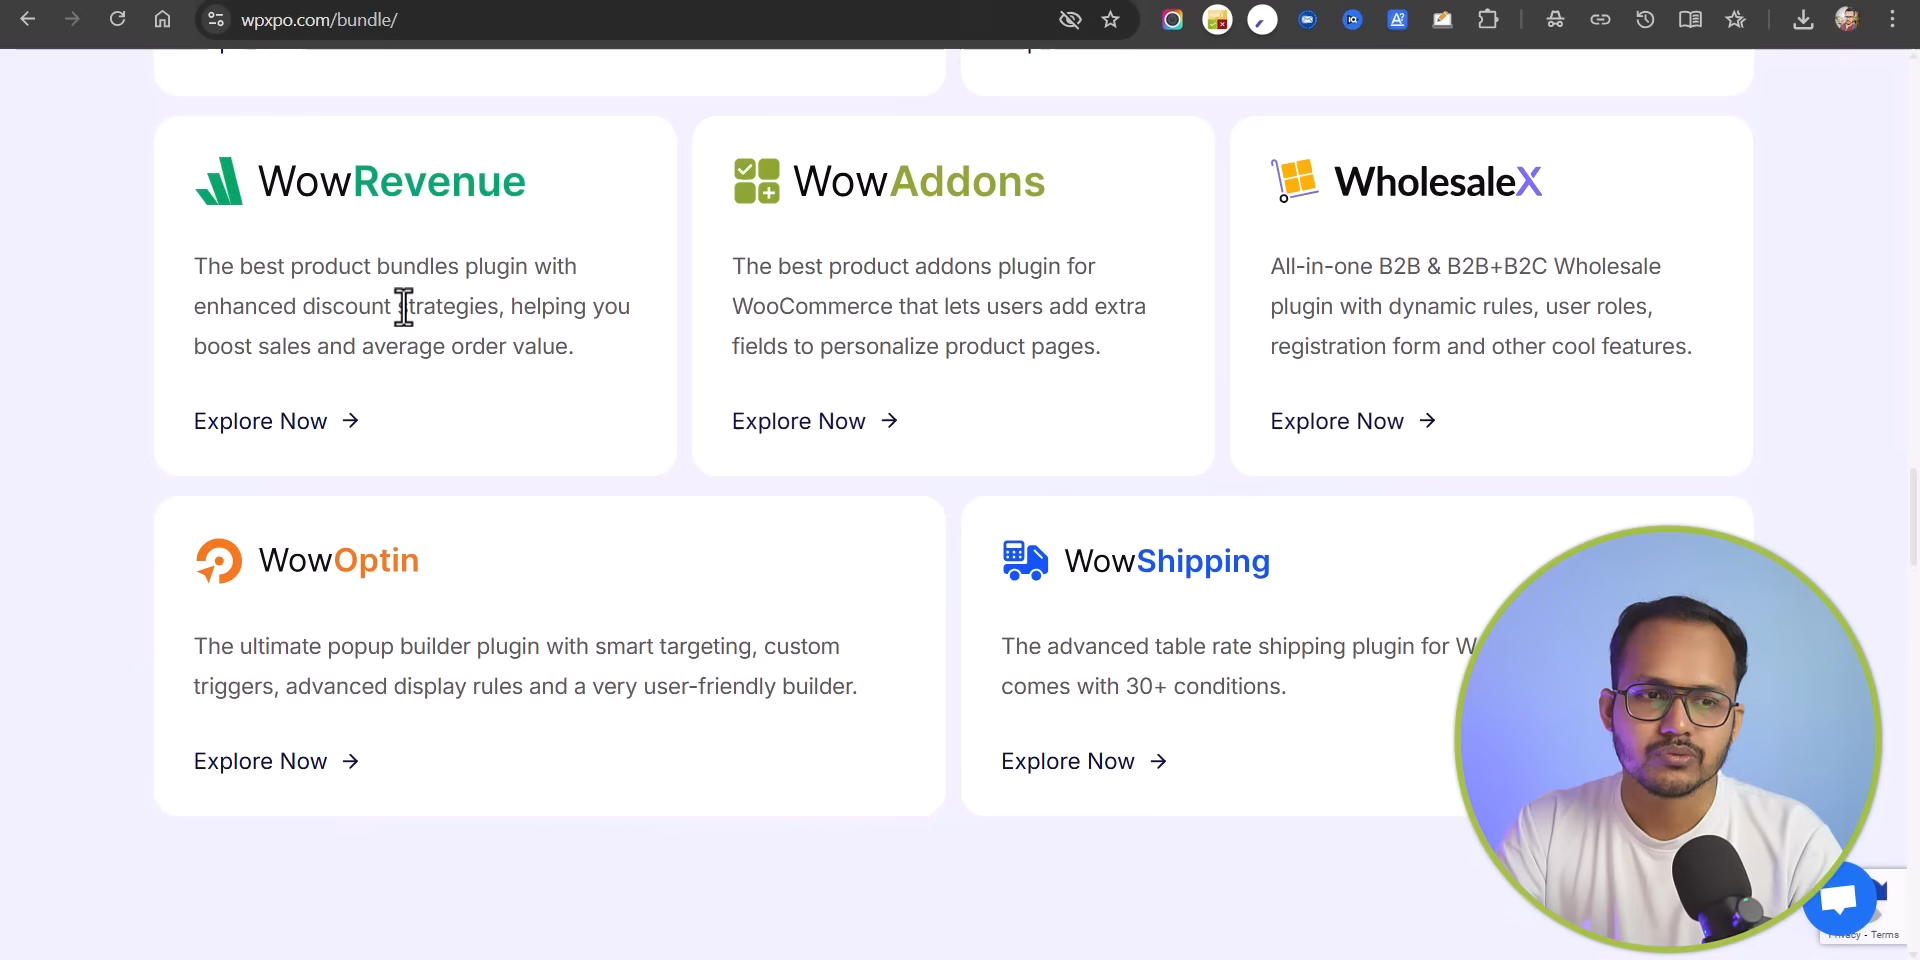 wpxpo.com/bundle/
WowRevenue
The best product bundles plugin with
enhanced discount strategies, helping you
boost sales and average order value.
Explore Now →
WowAddons
The best product addons plugin for
WooCommerce that lets users add extra
fields to personalize product pages.
Explore Now →
WholesaleX
All-in-one B2B & B2B+B2C Wholesale
plugin with dynamic rules, user roles,
registration form and other cool features.
Explore Now →
WowOptin
The ultimate popup builder plugin with smart targeting, custom
triggers, advanced display rules and a very user-friendly builder.
Explore Now →
WowShipping
The advanced table rate shipping plugin for W
comes with 30+ conditions.
Explore Now →
Privacy - Terms